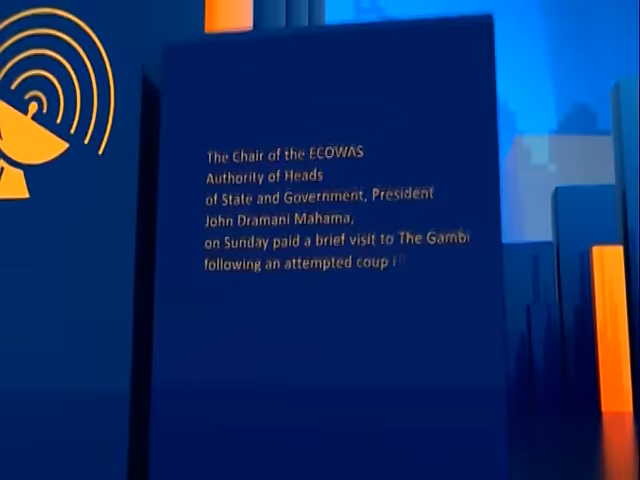 The Chair of the ECOWAS
Authority of Heads
of State and Government, President
John Dramani Mahama,
on Sunday paid a brief visit to The Gambi
following an attempted coup i